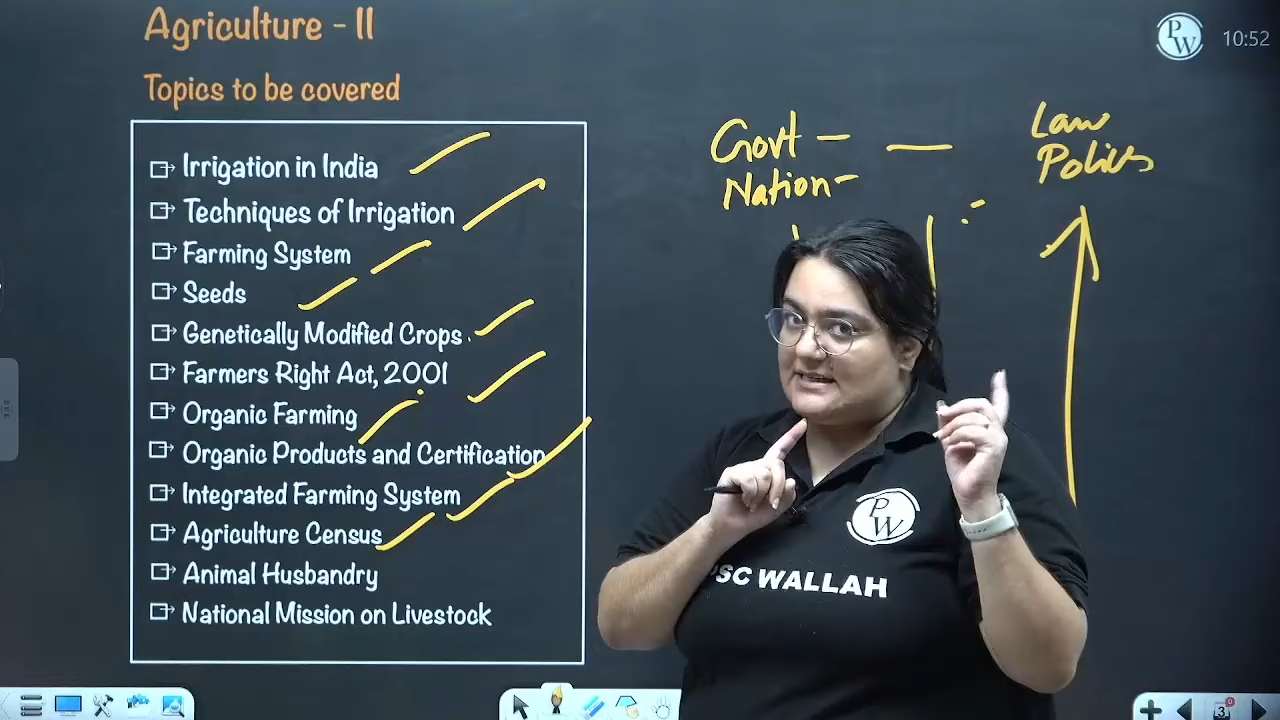 Agriculture - II
Topics to be covered
Irrigation in India
Techniques of Irrigation
Farming System
Seeds
Genetically Modified Crops.
Farmers Right Act, 2001
Organic Farming
Organic Products and Certification
Integrated Farming System
Agriculture Census
Animal Husbandry
National Mission on Livestock
PW
10:52
Govt -
Nation-
Law
PW
SC WALLAH
3